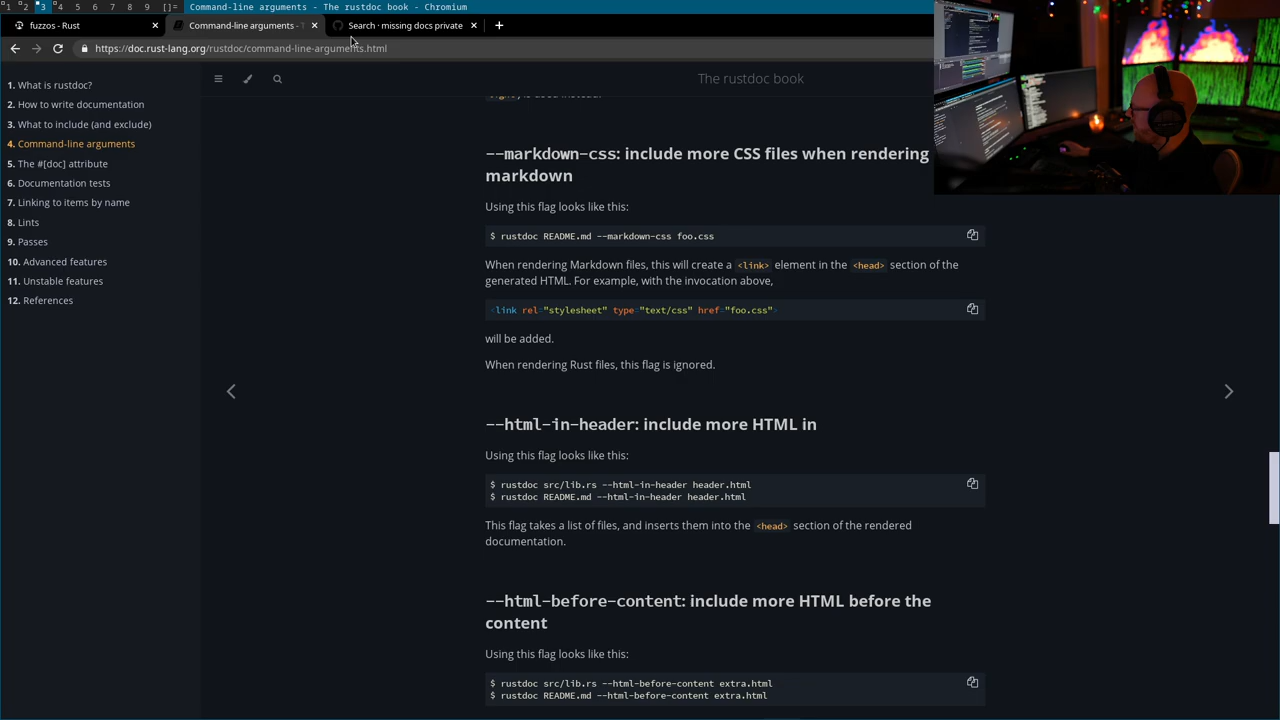 1 2 3 4 5 6 7 8 9 []= Command-line arguments - The rustdoc book - Chromium
fuzzos - Rust
Command-line arguments - T
Search · missing docs private
https://doc.rust-lang.org/rustdoc/command-line-arguments.html
The rustdoc book
1. What is rustdoc?
2. How to write documentation
3. What to include (and exclude)
4. Command-line arguments
5. The #[doc] attribute
6. Documentation tests
7. Linking to items by name
8. Lints
9. Passes
10. Advanced features
11. Unstable features
12. References
--markdown-css: include more CSS files when rendering
markdown
Using this flag looks like this:
$ rustdoc README.md --markdown-css foo.css
When rendering Markdown files, this will create a <link> element in the <head> section of the
generated HTML. For example, with the invocation above,
<link rel="stylesheet" type="text/css" href="foo.css">
will be added.
When rendering Rust files, this flag is ignored.
--html-in-header: include more HTML in
Using this flag looks like this:
$ rustdoc src/lib.rs --html-in-header header.html
$ rustdoc README.md --html-in-header header.html
This flag takes a list of files, and inserts them into the <head> section of the rendered
documentation.
--html-before-content: include more HTML before the
content
Using this flag looks like this:
$ rustdoc src/lib.rs --html-before-content extra.html
$ rustdoc README.md --html-before-content extra.html